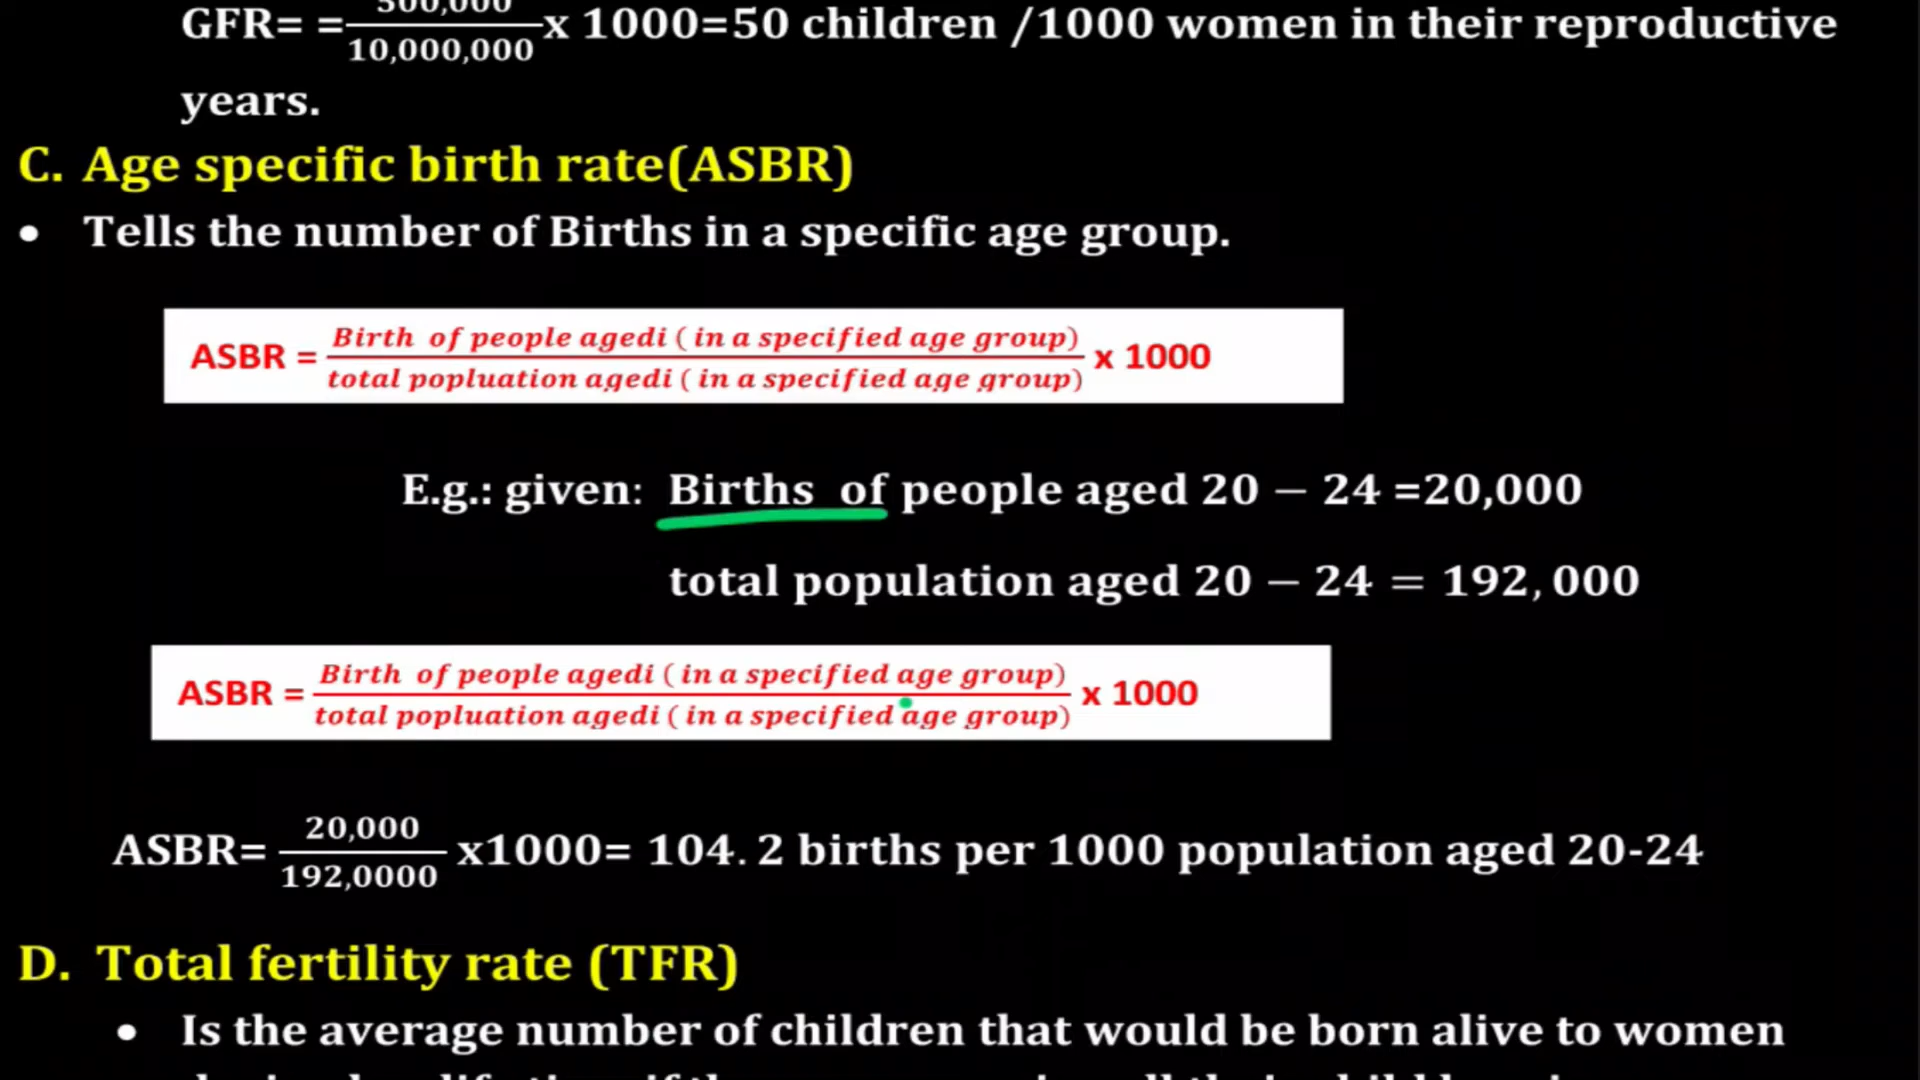 GFR= = 500,000 / 10,000,000 x 1000=50 children /1000 women in their reproductive
years.
C. Age specific birth rate(ASBR)
• Tells the number of Births in a specific age group.
ASBR = Birth of people agedi ( in a specified age group) / total popluation agedi ( in a specified age group) x 1000
E.g.: given: Births of people aged 20 – 24 =20,000
total population aged 20 – 24 = 192, 000
ASBR = Birth of people agedi ( in a specified age group) / total popluation agedi ( in a specified age group) x 1000
ASBR= 20,000 / 192,0000 x1000= 104. 2 births per 1000 population aged 20-24
D. Total fertility rate (TFR)
• Is the average number of children that would be born alive to women